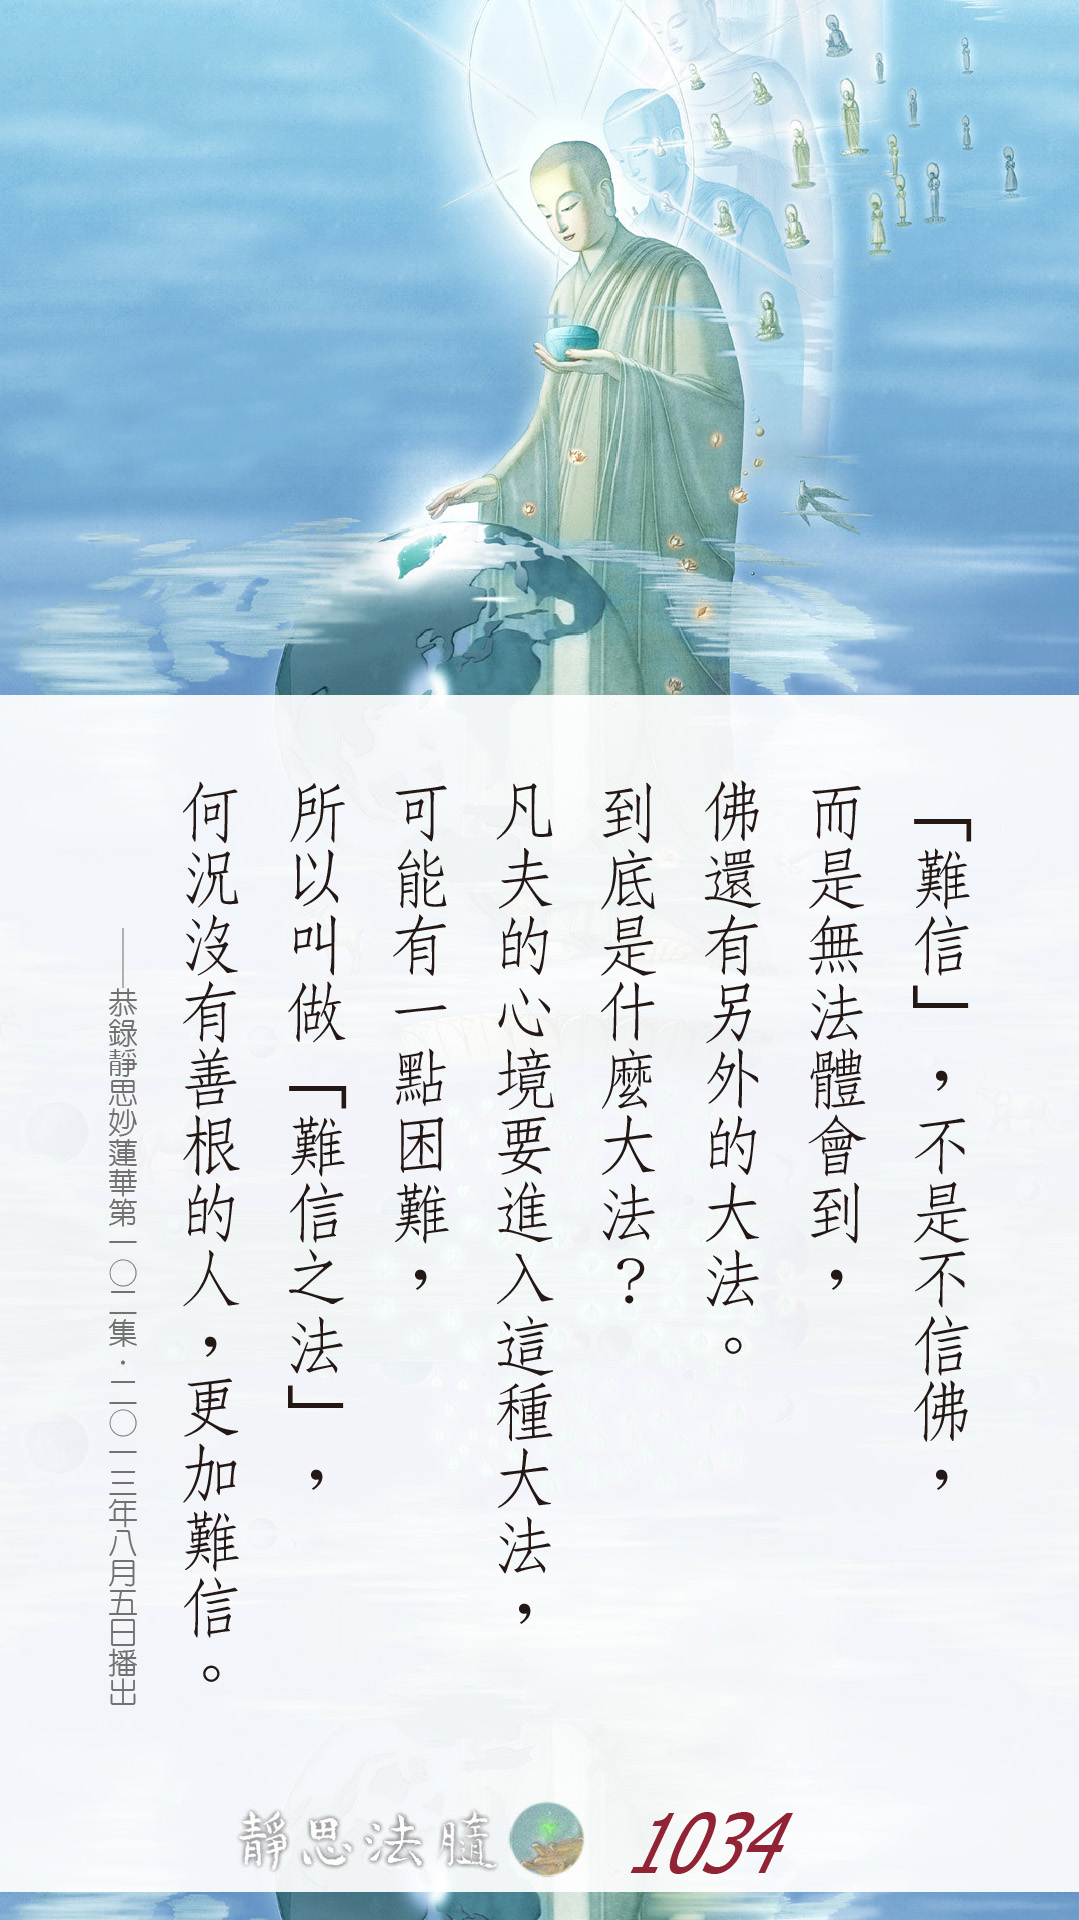 「難信」，不是不信佛，
而是無法體會到，
佛還有另外的大法。
到底是什麼大法？
凡夫的心境要進入這種大法，
可能有一點困難，
所以叫做「難信之法」，
何況沒有善根的人，更加難信。
——恭錄靜思妙蓮華第一〇二集．二〇一三年八月五日播出
靜思法髓
1034